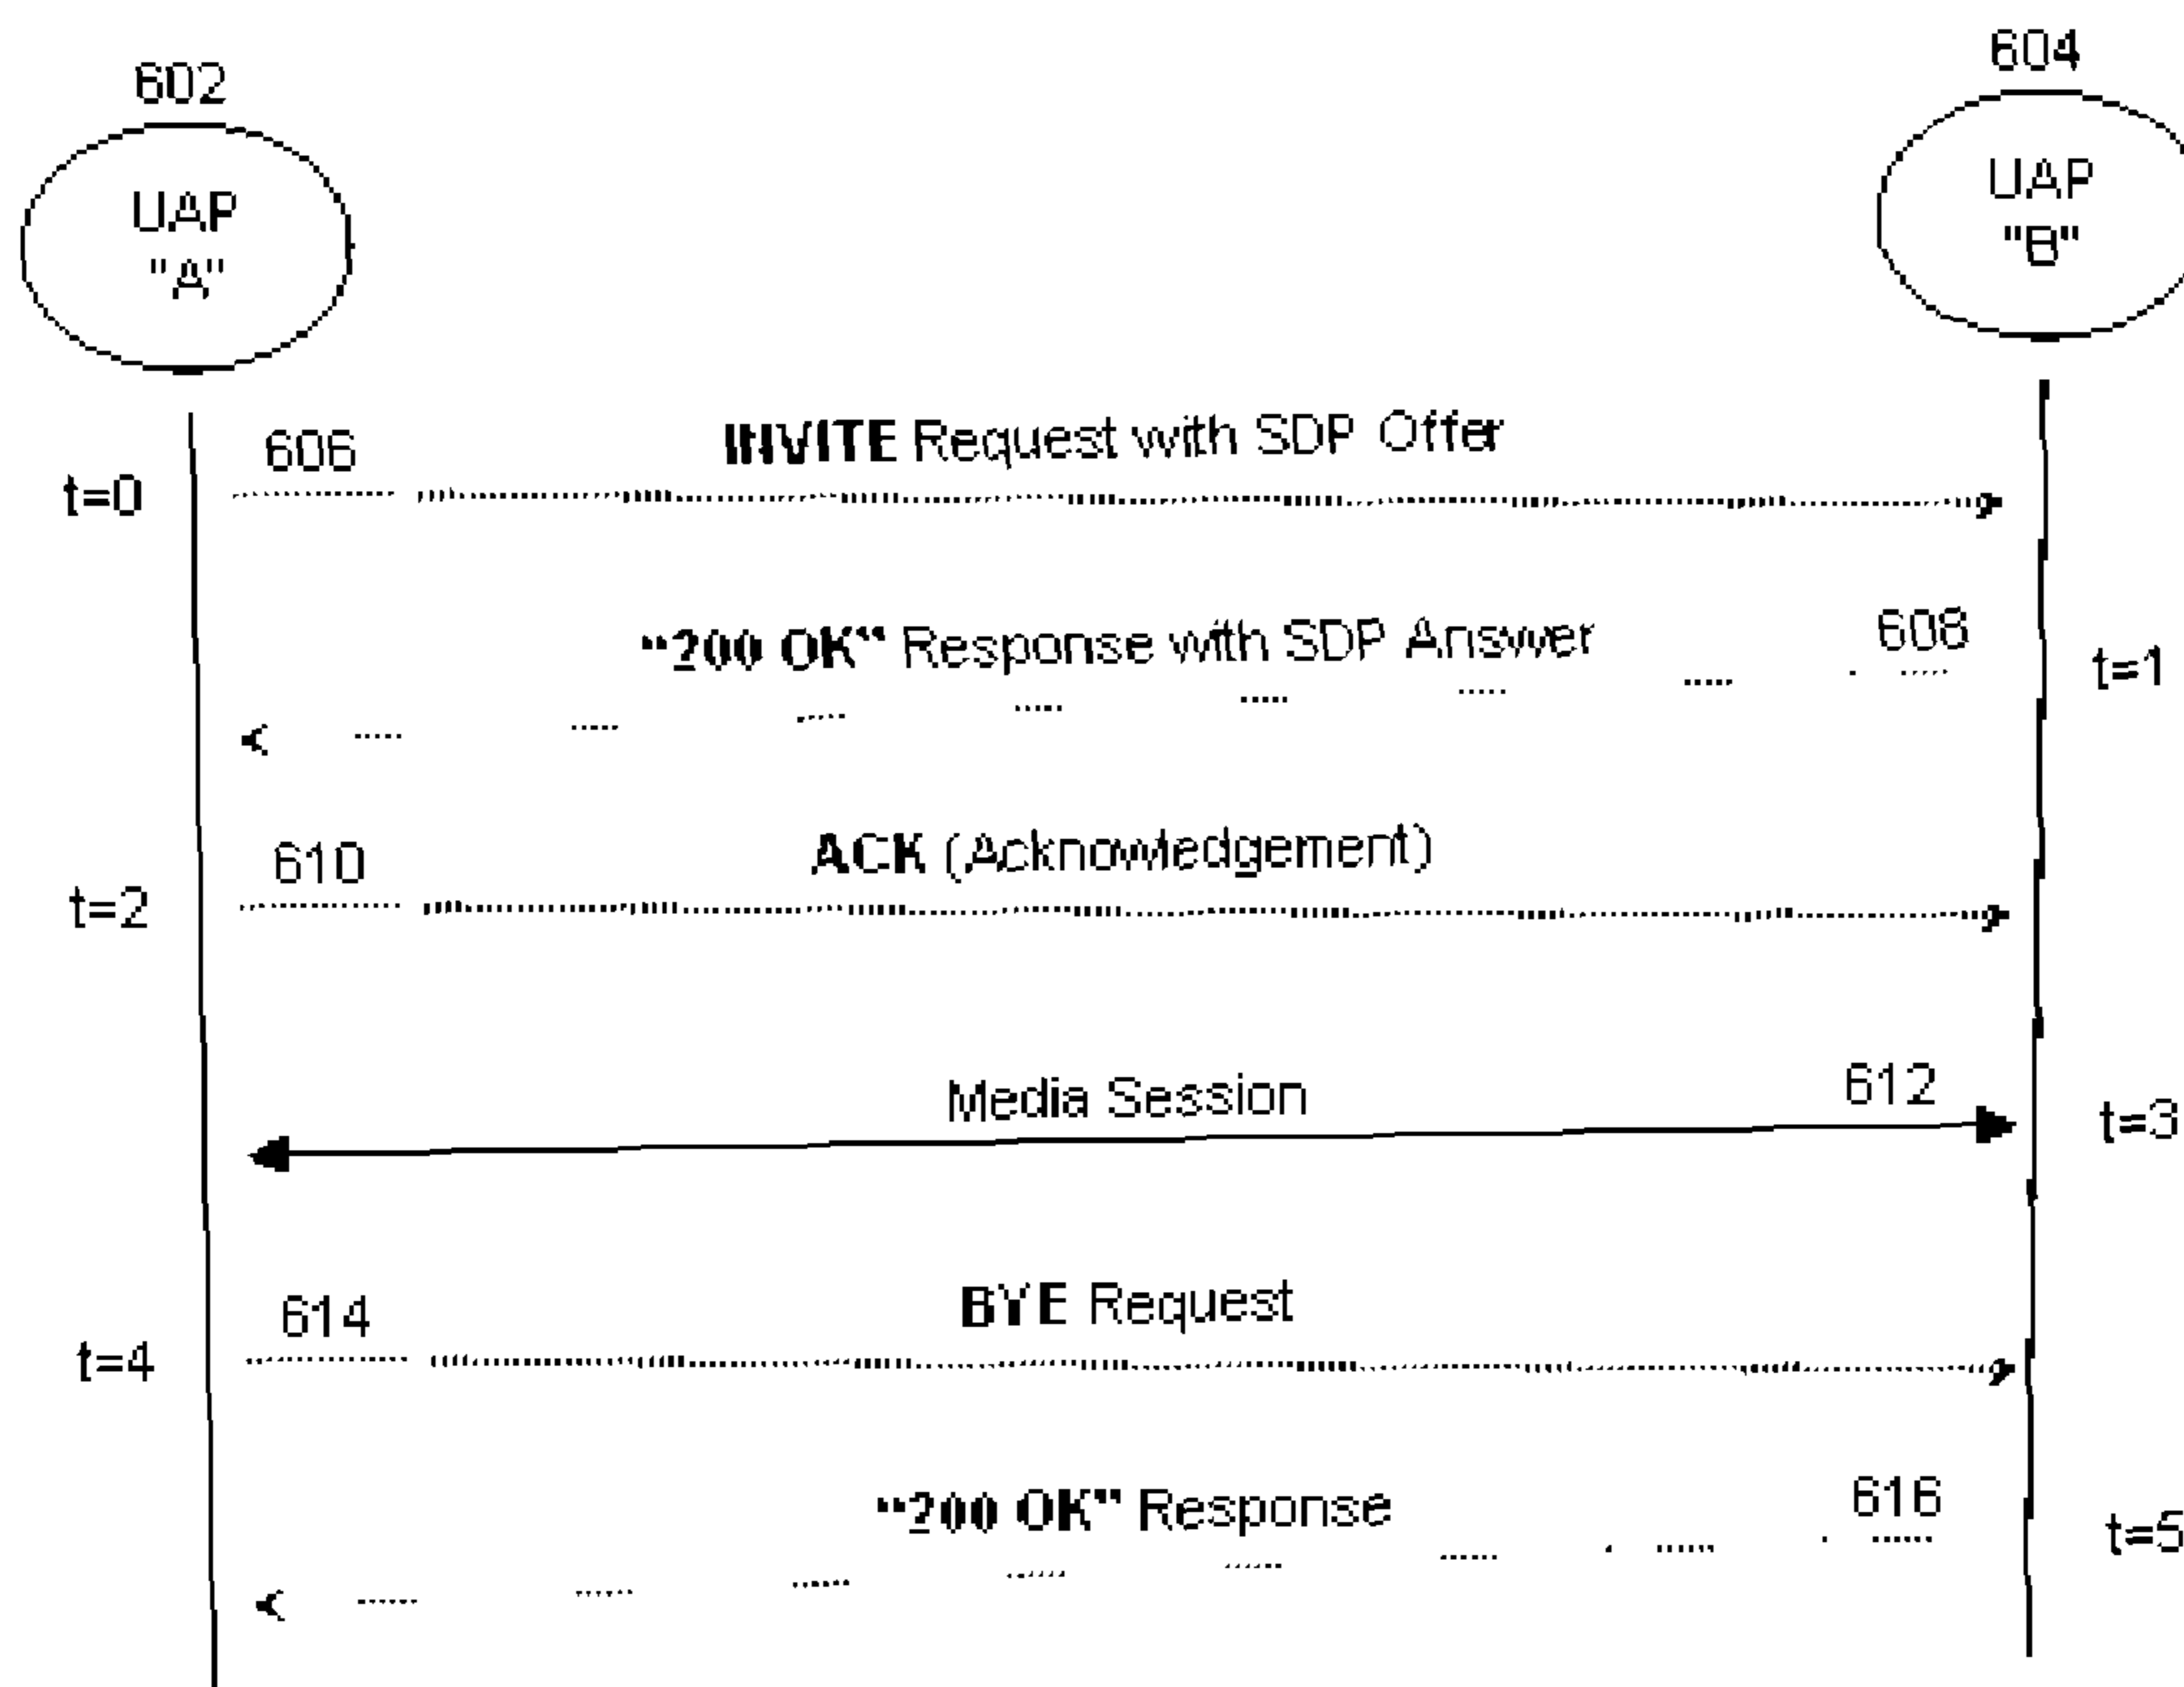 602
604
UAP
"A"
UAP
"B"
606
INVITE Request with SDP Offer
t=0
608
"200 OK" Response with SDP Answer
t=1
610
ACK (Acknowledgement)
t=2
612
Media Session
t=3
614
BYE Request
t=4
616
"200 OK" Response
t=5